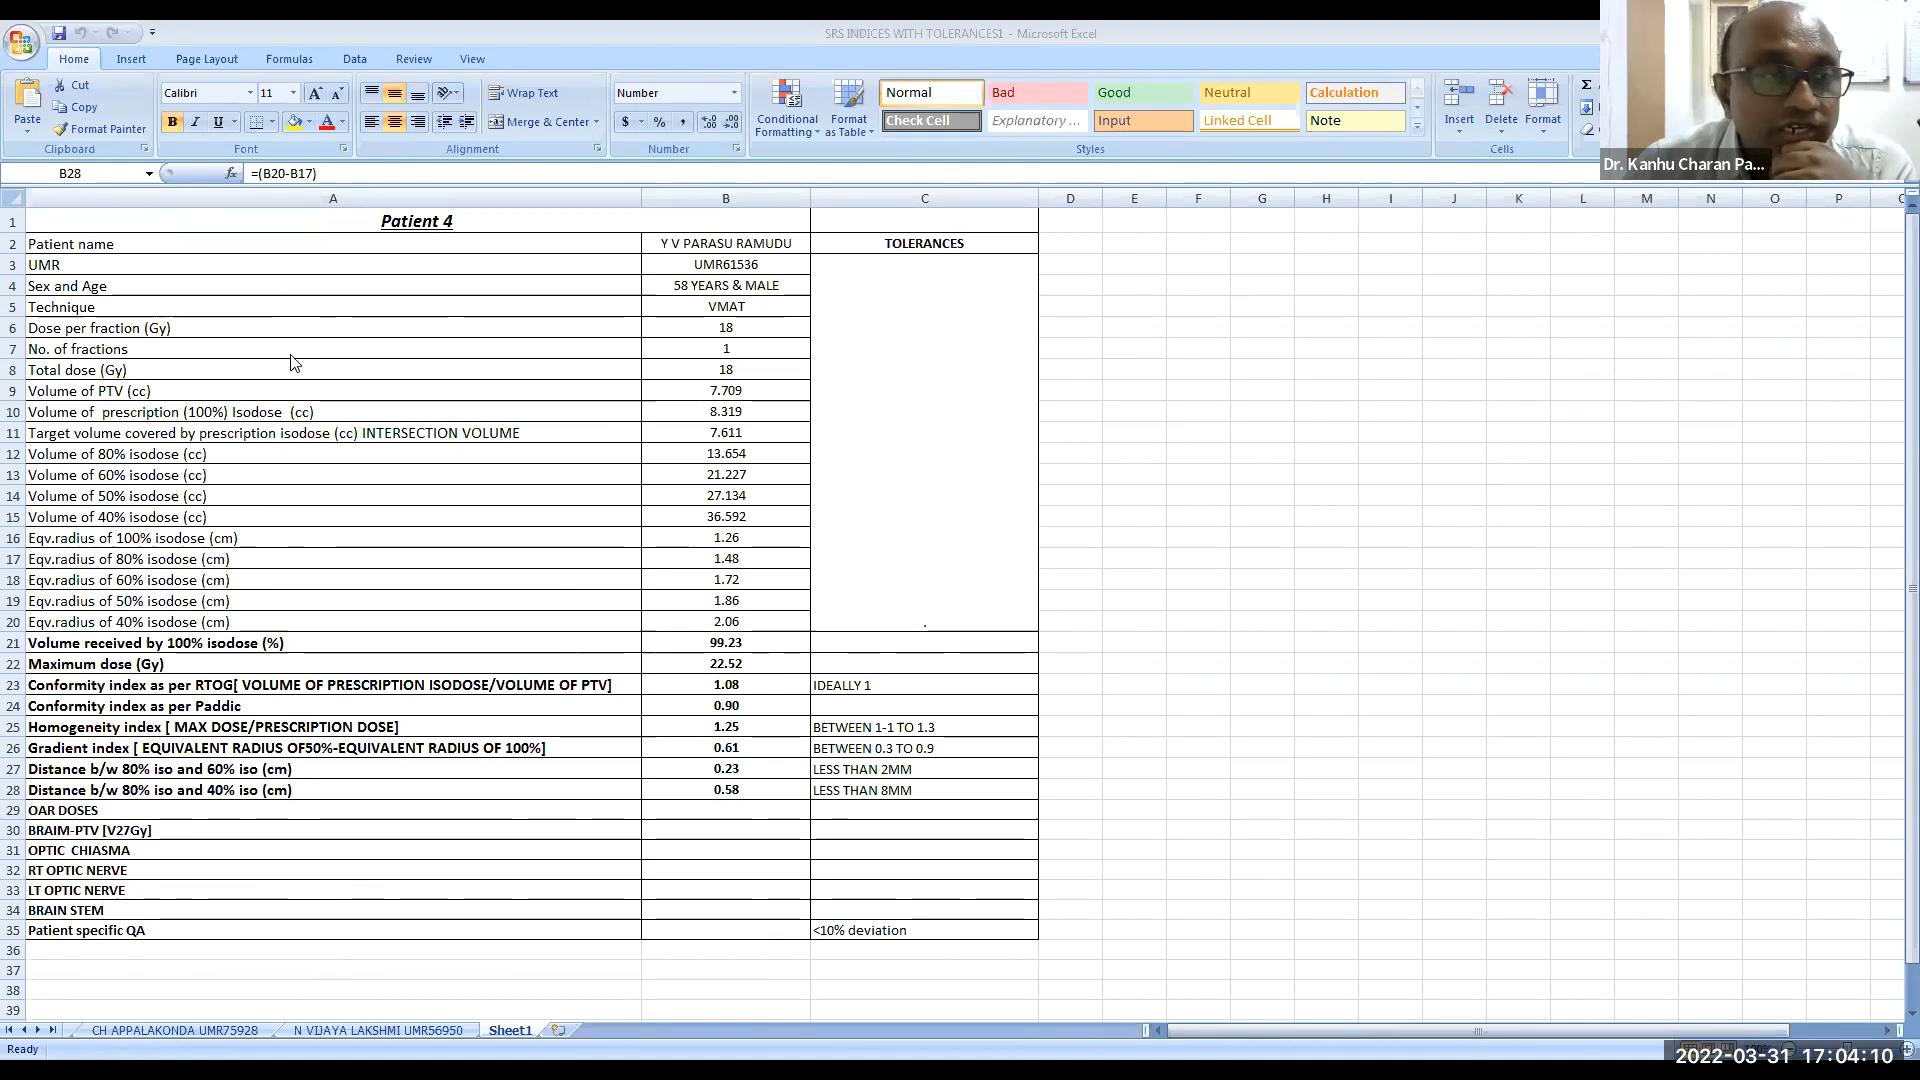 SRS INDICES WITH TOLERANCES1 - Microsoft Excel
Home Insert Page Layout Formulas Data Review View
Cut
Copy
Format Painter
Paste
Clipboard
Calibri 11
B I U
Font
Wrap Text
Merge & Center
Alignment
Number
$ % ,
Number
Conditional Formatting
Format as Table
Normal Bad Good Neutral Calculation
Check Cell Explanatory ... Input Linked Cell Note
Styles
Insert Delete Format
Cells
Dr. Kanhu Charan Pa...
B28 fx =(B20-B17)
A B C D E F G H I J K L M N O P
1 Patient 4
2 Patient name Y V PARASU RAMUDU TOLERANCES
3 UMR UMR61536
4 Sex and Age 58 YEARS & MALE
5 Technique VMAT
6 Dose per fraction (Gy) 18
7 No. of fractions 1
8 Total dose (Gy) 18
9 Volume of PTV (cc) 7.709
10 Volume of prescription (100%) Isodose (cc) 8.319
11 Target volume covered by prescription isodose (cc) INTERSECTION VOLUME 7.611
12 Volume of 80% isodose (cc) 13.654
13 Volume of 60% isodose (cc) 21.227
14 Volume of 50% isodose (cc) 27.134
15 Volume of 40% isodose (cc) 36.592
16 Eqv.radius of 100% isodose (cm) 1.26
17 Eqv.radius of 80% isodose (cm) 1.48
18 Eqv.radius of 60% isodose (cm) 1.72
19 Eqv.radius of 50% isodose (cm) 1.86
20 Eqv.radius of 40% isodose (cm) 2.06 .
21 Volume received by 100% isodose (%) 99.23
22 Maximum dose (Gy) 22.52
23 Conformity index as per RTOG[ VOLUME OF PRESCRIPTION ISODOSE/VOLUME OF PTV] 1.08 IDEALLY 1
24 Conformity index as per Paddic 0.90
25 Homogeneity index [ MAX DOSE/PRESCRIPTION DOSE] 1.25 BETWEEN 1-1 TO 1.3
26 Gradient index [ EQUIVALENT RADIUS OF50%-EQUIVALENT RADIUS OF 100%] 0.61 BETWEEN 0.3 TO 0.9
27 Distance b/w 80% iso and 60% iso (cm) 0.23 LESS THAN 2MM
28 Distance b/w 80% iso and 40% iso (cm) 0.58 LESS THAN 8MM
29 OAR DOSES
30 BRAIM-PTV [V27Gy]
31 OPTIC CHIASMA
32 RT OPTIC NERVE
33 LT OPTIC NERVE
34 BRAIN STEM
35 Patient specific QA <10% deviation
36
37
38
39
CH APPALAKONDA UMR75928 N VIJAYA LAKSHMI UMR56950 Sheet1
Ready
2022-03-31 17:04:10